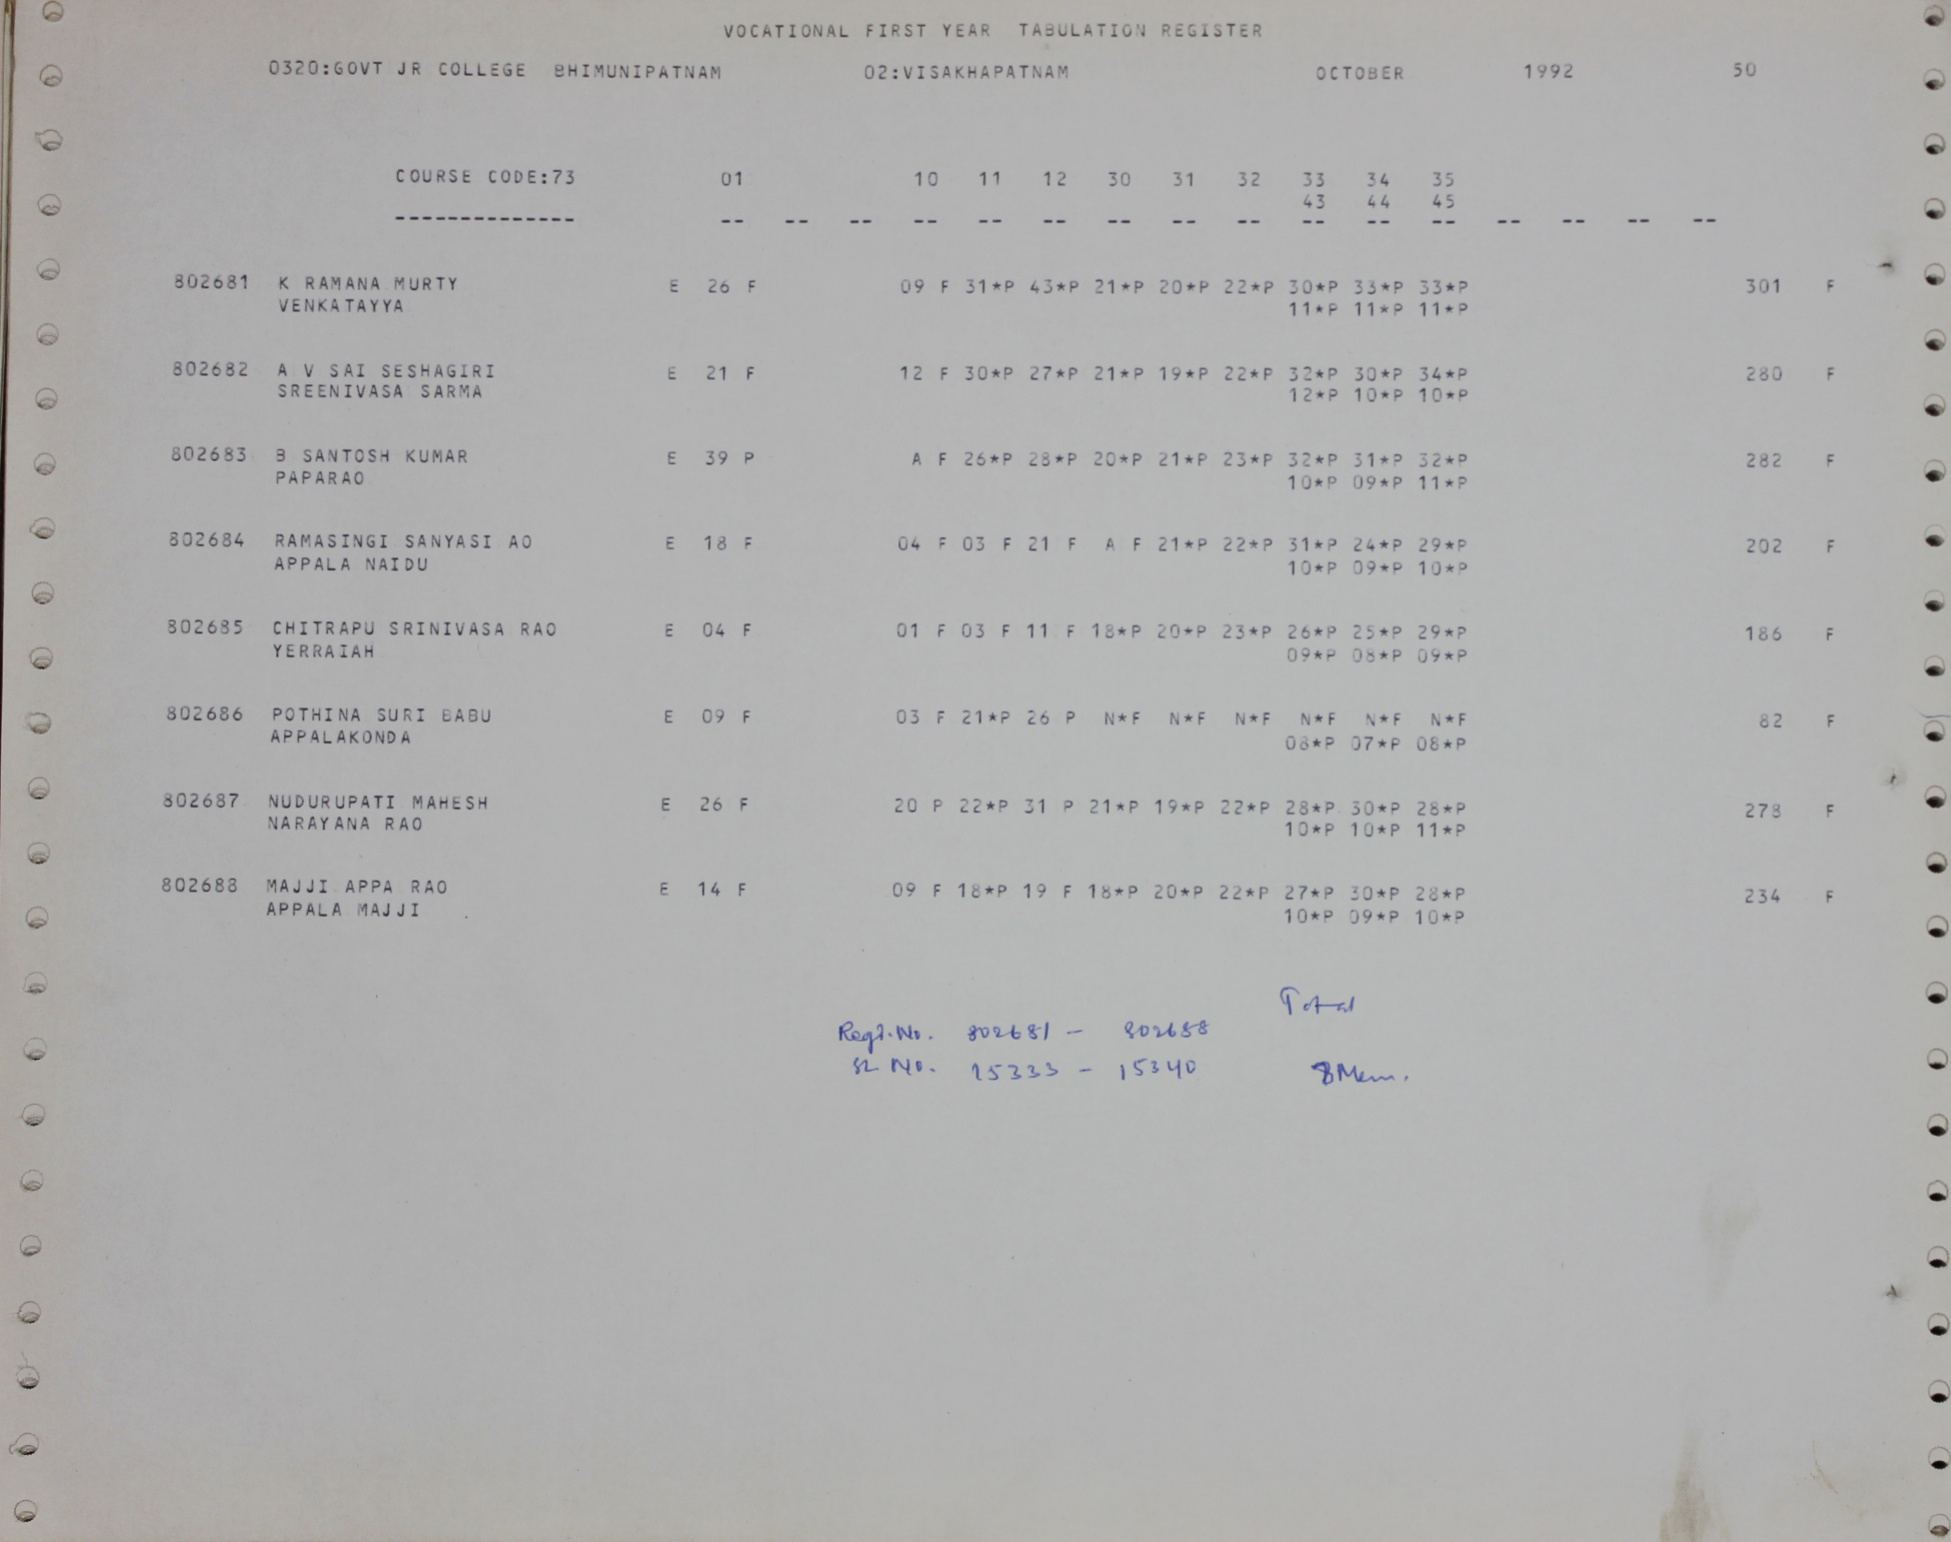 VOCATIONAL FIRST YEAR TABULATION REGISTER
0320:GOVT JR COLLEGE BHIMUNIPATNAM 02:VISAKHAPATNAM OCTOBER 1992 50
COURSE CODE:73 01 10 11 12 30 31 32 33 34 35
43 44 45
-------------- -- -- -- -- -- -- -- -- -- -- -- -- -- -- -- --
802681 K RAMANA MURTY E 26 F 09 F 31*P 43*P 21*P 20*P 22*P 30*P 33*P 33*P 301 F
VENKATAYYA 11*P 11*P 11*P
802682 A V SAI SESHAGIRI E 21 F 12 F 30*P 27*P 21*P 19*P 22*P 32*P 30*P 34*P 280 F
SREENIVASA SARMA 12*P 10*P 10*P
802683 B SANTOSH KUMAR E 39 P A F 26*P 28*P 20*P 21*P 23*P 32*P 31*P 32*P 282 F
PAPARAO 10*P 09*P 11*P
802684 RAMASINGI SANYASI AO E 18 F 04 F 03 F 21 F A F 21*P 22*P 31*P 24*P 29*P 202 F
APPALA NAIDU 10*P 09*P 10*P
802685 CHITRAPU SRINIVASA RAO E 04 F 01 F 03 F 11 F 18*P 20*P 23*P 26*P 25*P 29*P 186 F
YERRAIAH 09*P 08*P 09*P
802686 POTHINA SURI BABU E 09 F 03 F 21*P 26 P N*F N*F N*F N*F N*F N*F 82 F
APPALAKONDA 08*P 07*P 08*P
802687 NUDURUPATI MAHESH E 26 F 20 P 22*P 31 P 21*P 19*P 22*P 28*P 30*P 28*P 278 F
NARAYANA RAO 10*P 10*P 11*P
802688 MAJJI APPA RAO E 14 F 09 F 18*P 19 F 18*P 20*P 22*P 27*P 30*P 28*P 234 F
APPALA MAJJI 10*P 09*P 10*P
Total
Regt.No. 802681 - 802688
Sl. No. 15333 - 15340 8 Mem.